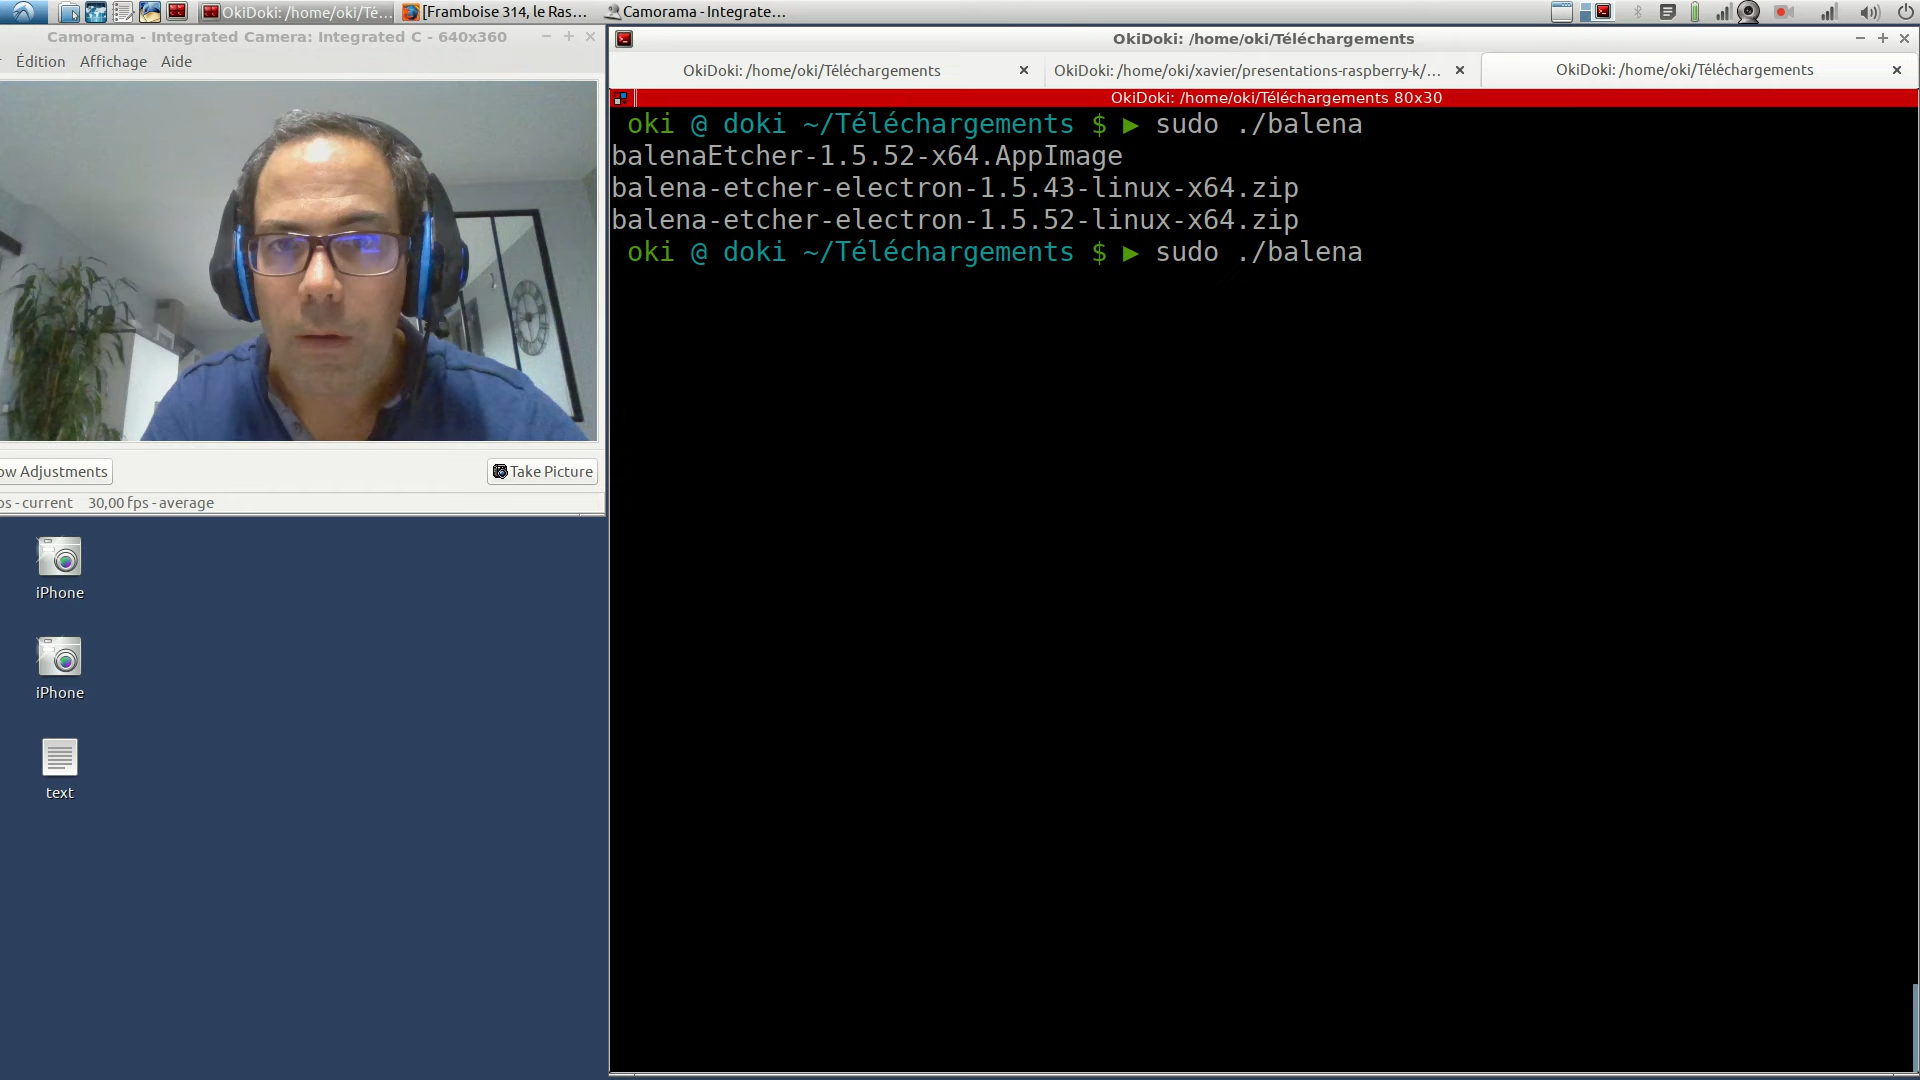 OkiDoki: /home/oki/Té...
[Framboise 314, le Ras...
Camorama - Integrate...
Camorama - Integrated Camera: Integrated C - 640x360
Édition Affichage Aide
ow Adjustments
Take Picture
ps - current 30,00 fps - average
iPhone
iPhone
text
OkiDoki: /home/oki/Téléchargements
OkiDoki: /home/oki/Téléchargements
OkiDoki: /home/oki/xavier/presentations-raspberry-k/...
OkiDoki: /home/oki/Téléchargements
OkiDoki: /home/oki/Téléchargements 80x30
oki @ doki ~/Téléchargements $ ► sudo ./balena
balenaEtcher-1.5.52-x64.AppImage
balena-etcher-electron-1.5.43-linux-x64.zip
balena-etcher-electron-1.5.52-linux-x64.zip
oki @ doki ~/Téléchargements $ ► sudo ./balena